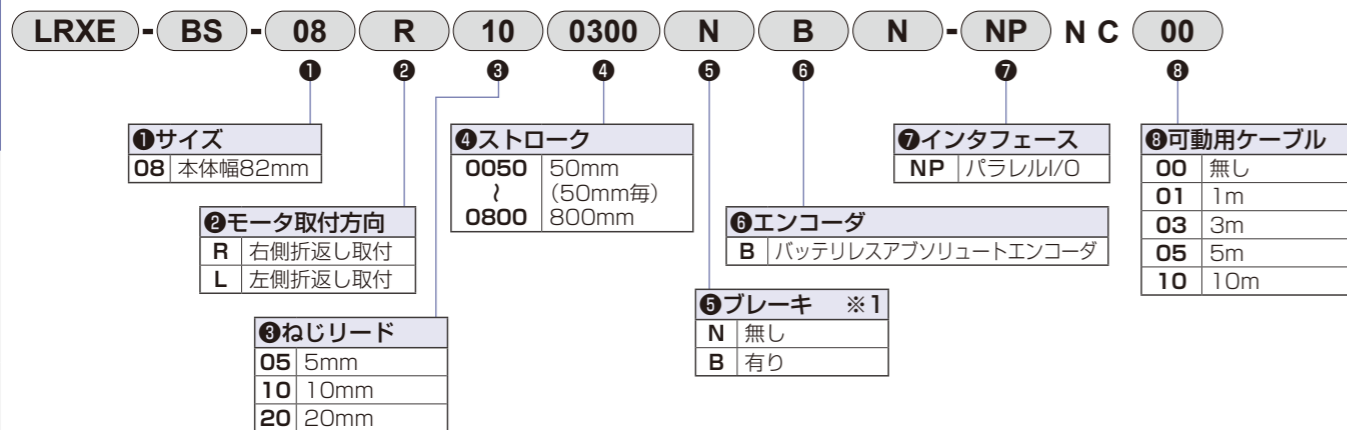 LRXE - BS - 08 R 10 0300 N B N - NP N C 00
❶ ❷ ❸ ❹ ❺ ❻ ❼ ❽
❶サイズ
08 本体幅82mm
❷モータ取付方向
R 右側折返し取付
L 左側折返し取付
❸ねじリード
05 5mm
10 10mm
20 20mm
❹ストローク
0050 50mm
〜 (50mm毎)
0800 800mm
❺ブレーキ ※1
N 無し
B 有り
❻エンコーダ
B バッテリレスアブソリュートエンコーダ
❼インタフェース
NP パラレルI/O
❽可動用ケーブル
00 無し
01 1m
03 3m
05 5m
10 10m